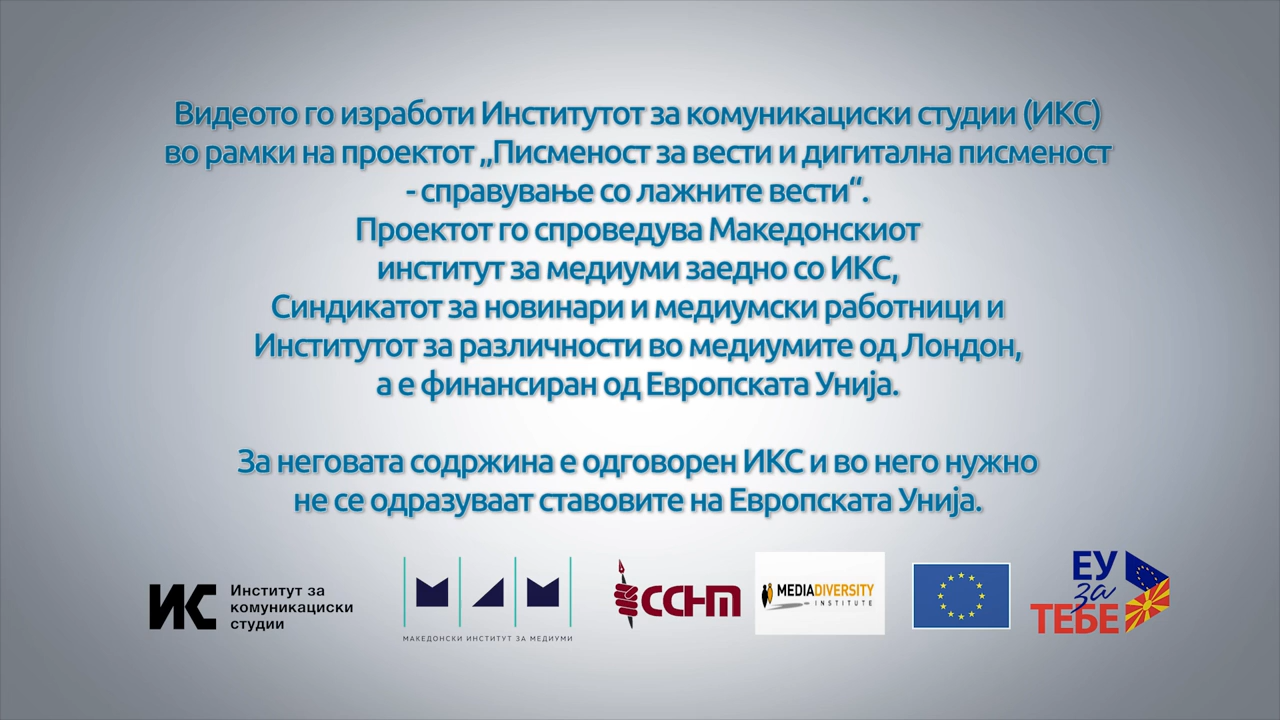 Видеото го изработи Институтот за комуникациски студии (ИКС)
во рамки на проектот „Писменост за вести и дигитална писменост
- справување со лажните вести“.
Проектот го спроведува Македонскиот
институт за медиуми заедно со ИКС,
Синдикатот за новинари и медиумски работници и
Институтот за различности во медиумите од Лондон,
а е финансиран од Европската Унија.
За неговата содржина е одговорен ИКС и во него нужно
не се одразуваат ставовите на Европската Унија.
ИКС
Институт за
комуникациски
студии
МИМ
МАКЕДОНСКИ ИНСТИТУТ ЗА МЕДИУМИ
ССНМ
MEDIADIVERSITY
INSTITUTE
ЕУ
за
ТЕБЕ